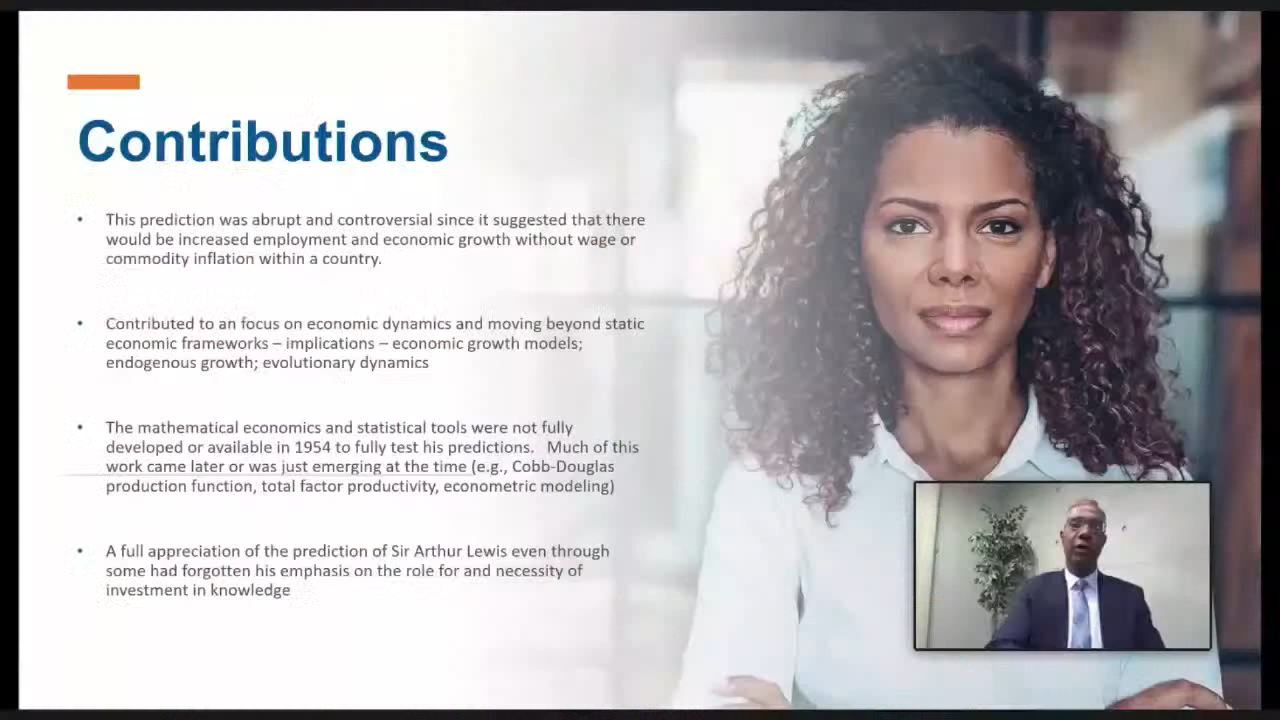 Contributions
• This prediction was abrupt and controversial since it suggested that there
would be increased employment and economic growth without wage or
commodity inflation within a country.
• Contributed to an focus on economic dynamics and moving beyond static
economic frameworks – implications – economic growth models;
endogenous growth; evolutionary dynamics
• The mathematical economics and statistical tools were not fully
developed or available in 1954 to fully test his predictions.   Much of this
work came later or was just emerging at the time (e.g., Cobb-Douglas
production function, total factor productivity, econometric modeling)
• A full appreciation of the prediction of Sir Arthur Lewis even through
some had forgotten his emphasis on the role for and necessity of
investment in knowledge